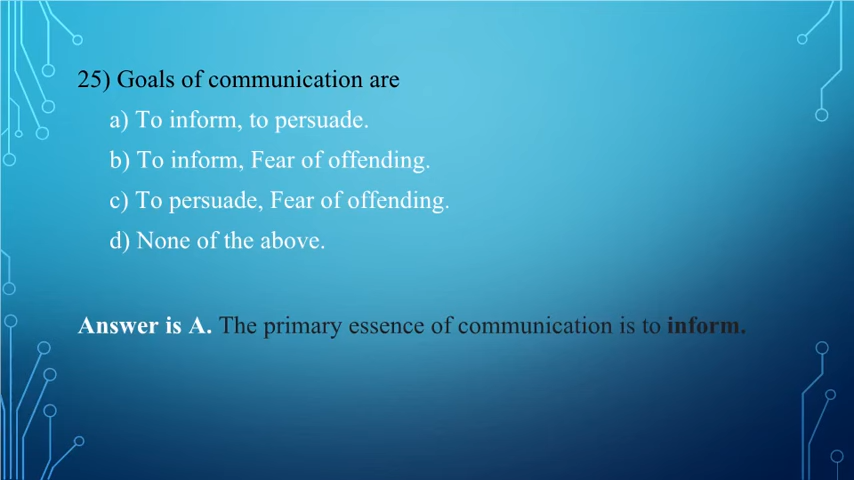 25) Goals of communication are
a) To inform, to persuade.
b) To inform, Fear of offending.
c) To persuade, Fear of offending.
d) None of the above.
Answer is A. The primary essence of communication is to inform.